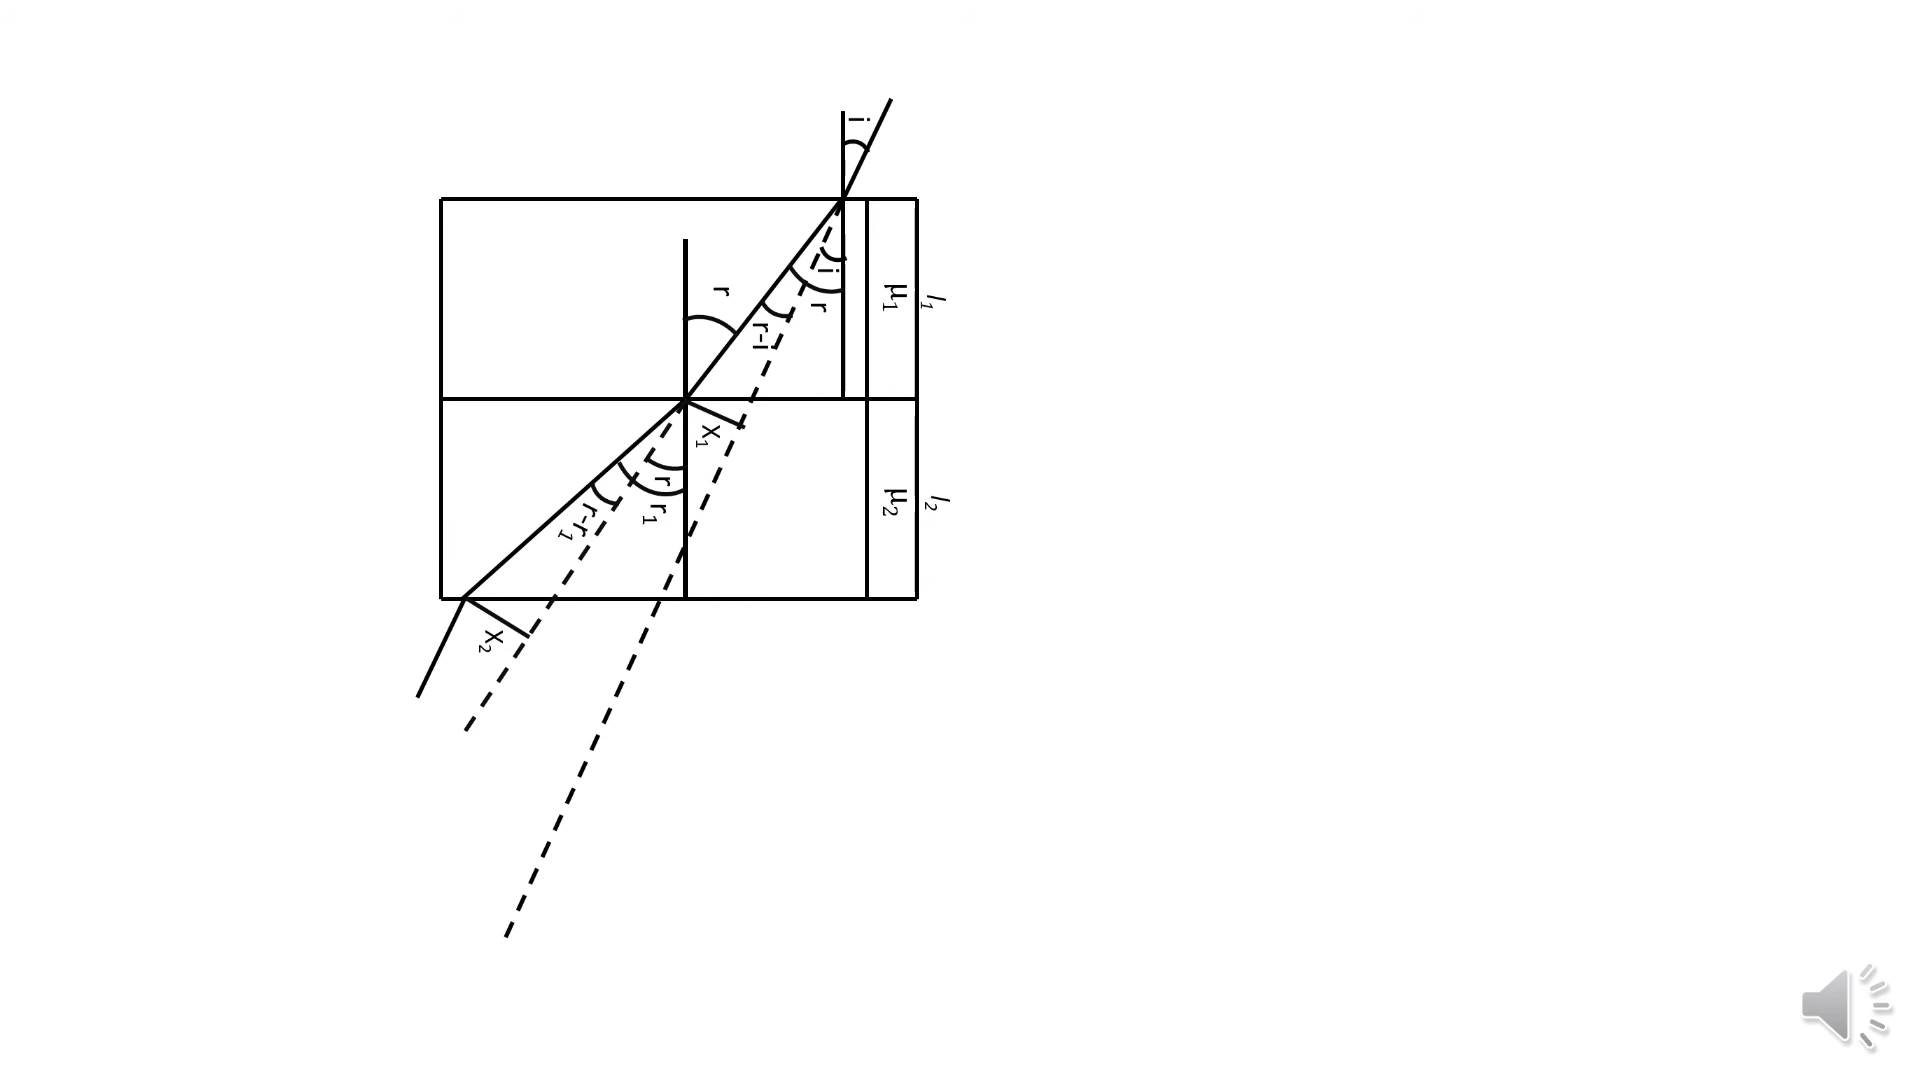 i
i
r
r
r-i
μ₁
l₁
x₁
r
r₁
r-r₁
μ₂
l₂
x₂